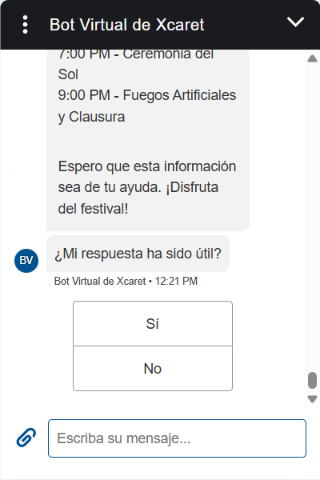 Bot Virtual de Xcaret
7:00 PM - Ceremonia del
Sol
9:00 PM - Fuegos Artificiales
y Clausura
Espero que esta información
sea de tu ayuda. ¡Disfruta
del festival!
BV
¿Mi respuesta ha sido útil?
Bot Virtual de Xcaret • 12:21 PM
Sí
No
Escriba su mensaje...